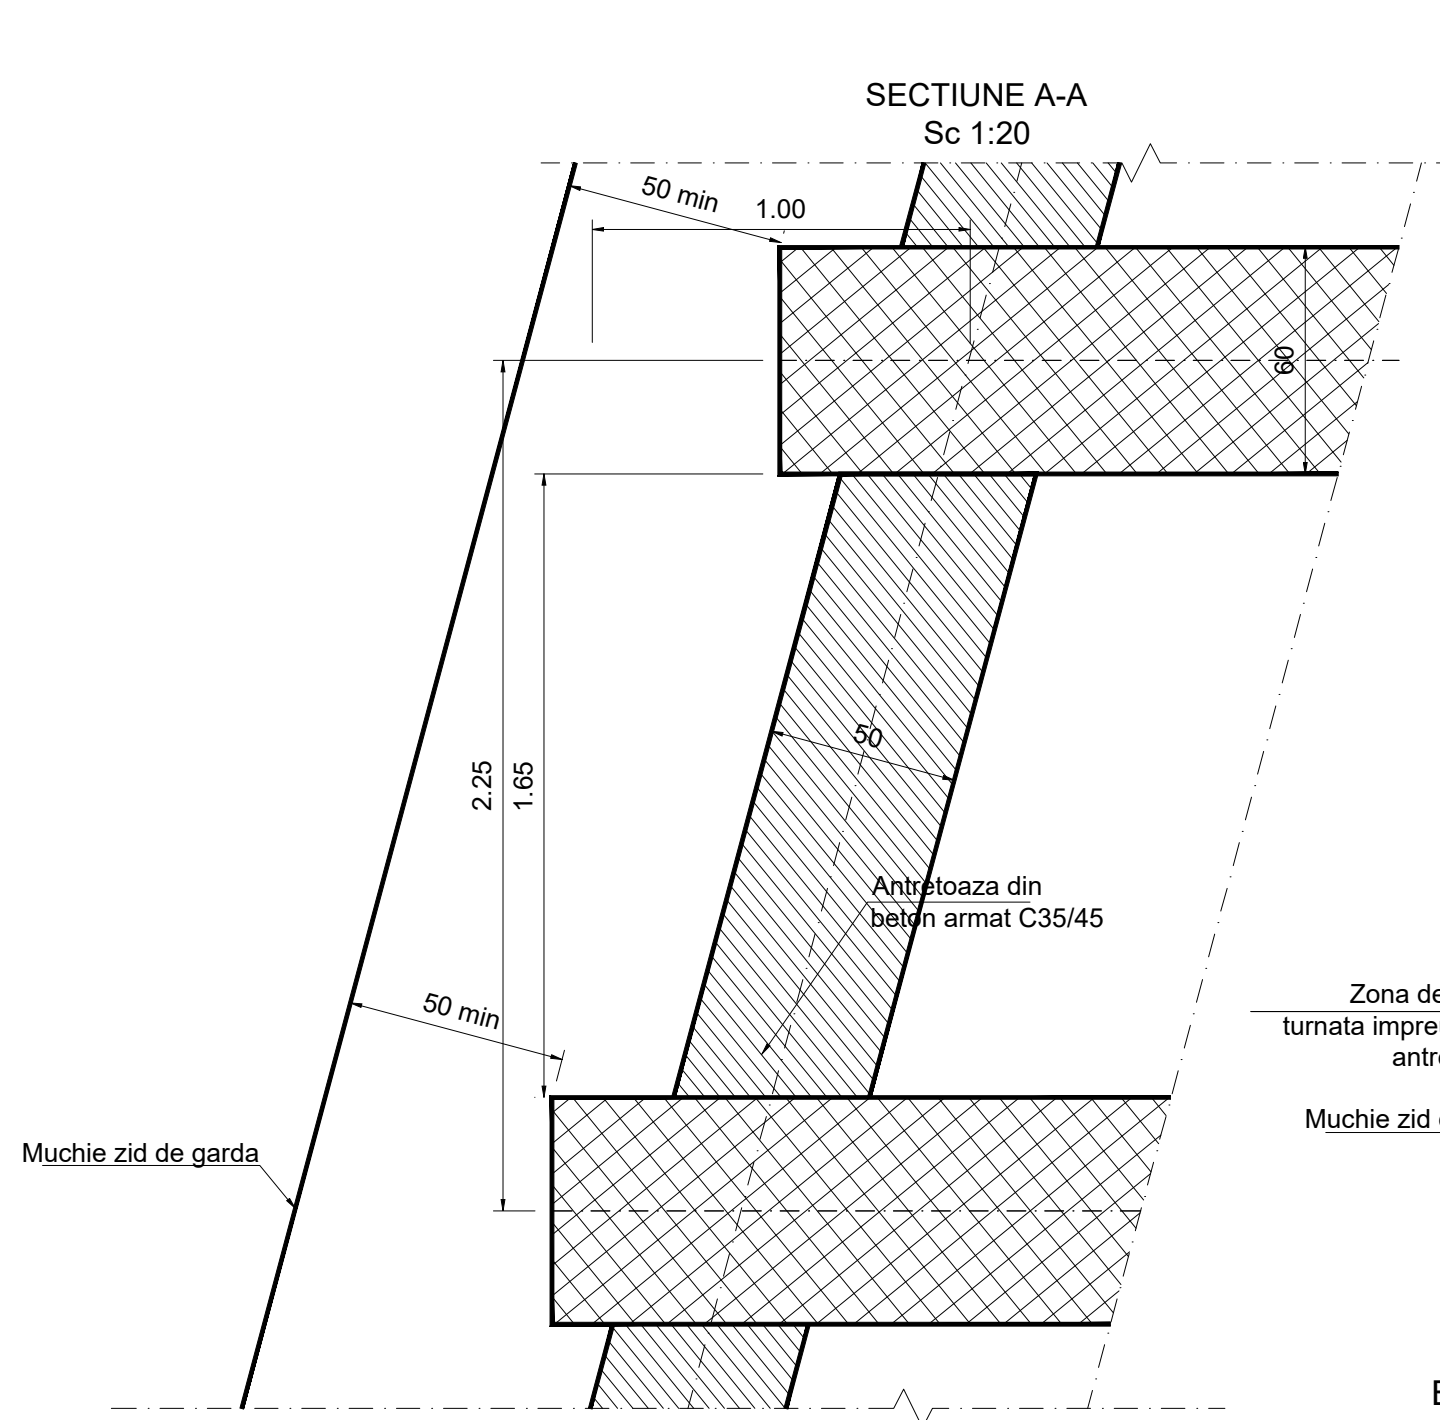 SECTIUNE A-A
Sc 1:20
50 min
1.00
60
50
2.25
1.65
Antretoaza din
beton armat C35/45
50 min
Zona de
turnata impre
antre
Muchie zid
Muchie zid de garda